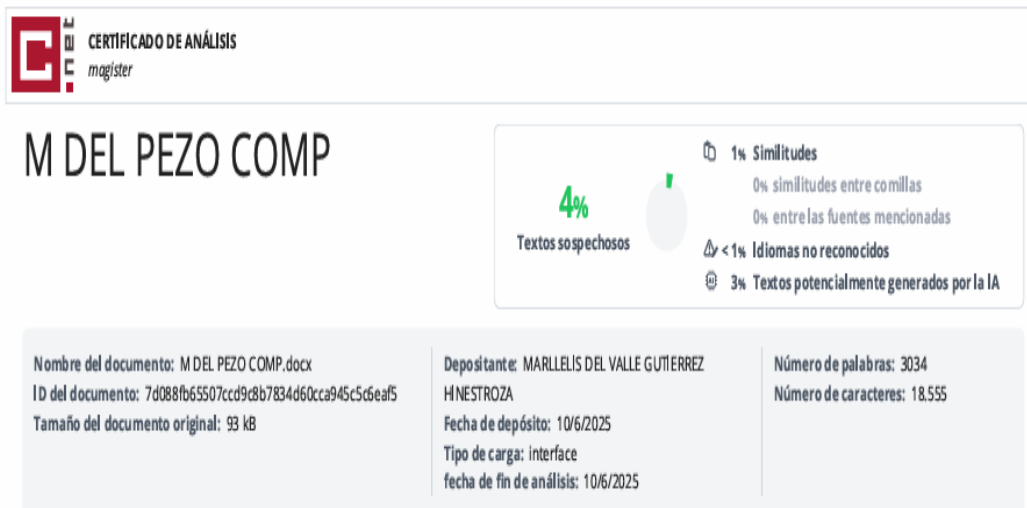 C
.net
CERTIFICADO DE ANÁLISIS
magister
M DEL PEZO COMP
4%
Textos sospechosos
1% Similitudes
0% similitudes entre comillas
0% entre las fuentes mencionadas
< 1% Idiomas no reconocidos
3% Textos potencialmente generados por la IA
Nombre del documento: M DEL PEZO COMP.docx
ID del documento: 7d088fb65507ccd9c8b7834d60cca945c5c6eaf5
Tamaño del documento original: 93 kB
Depositante: MARLLELIS DEL VALLE GUTIERREZ
HINESTROZA
Fecha de depósito: 10/6/2025
Tipo de carga: interface
fecha de fin de análisis: 10/6/2025
Número de palabras: 3034
Número de caracteres: 18.555